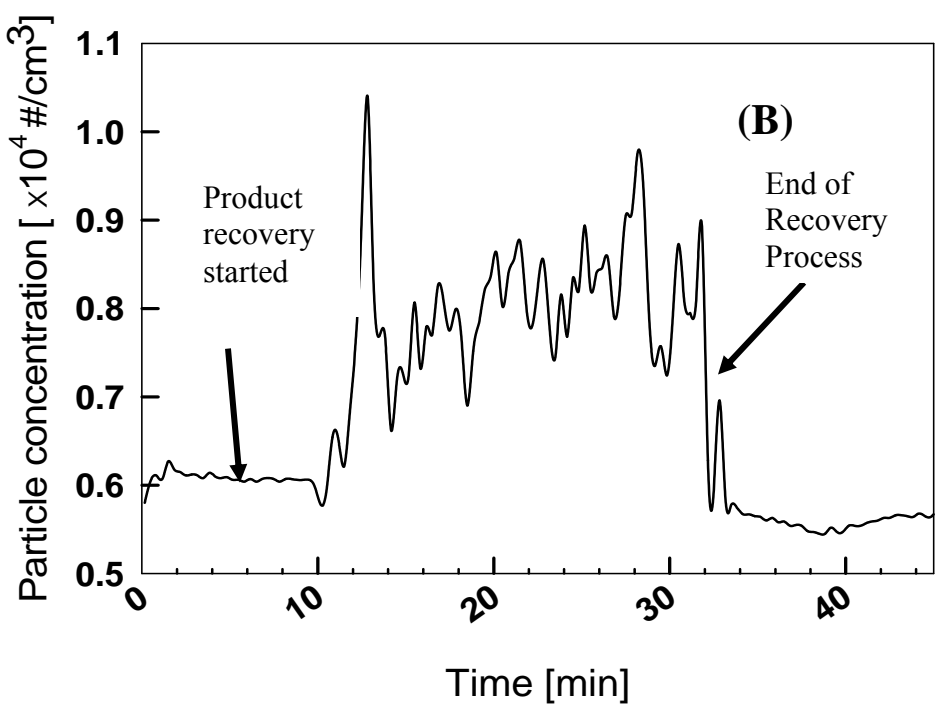 Particle concentration [ x10⁴ #/cm³]
1.1
1.0
0.9
0.8
0.7
0.6
0.5
(B)
Product
recovery
started
End of
Recovery
Process
0
10
20
30
40
Time [min]